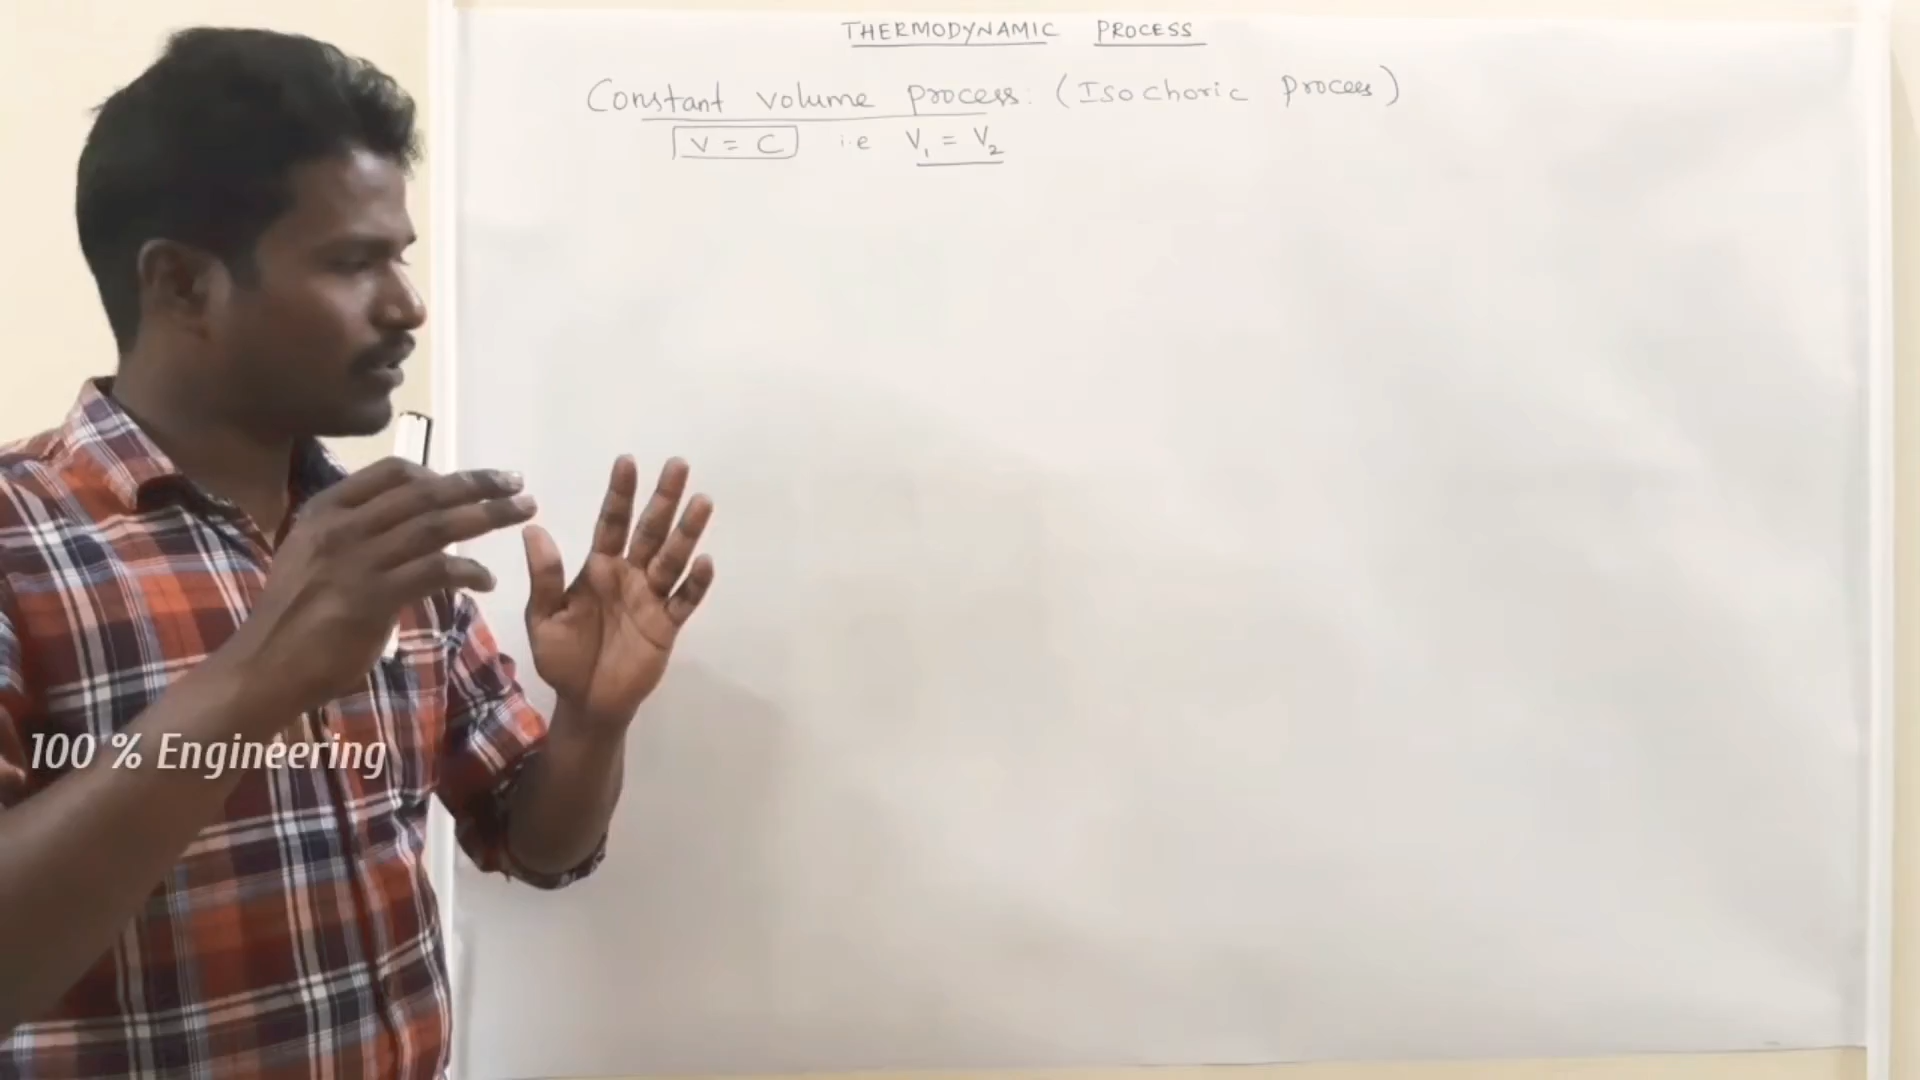 THERMODYNAMIC PROCESS
Constant volume process: (Isochoric process)
V = C i.e V₁ = V₂
100 % Engineering